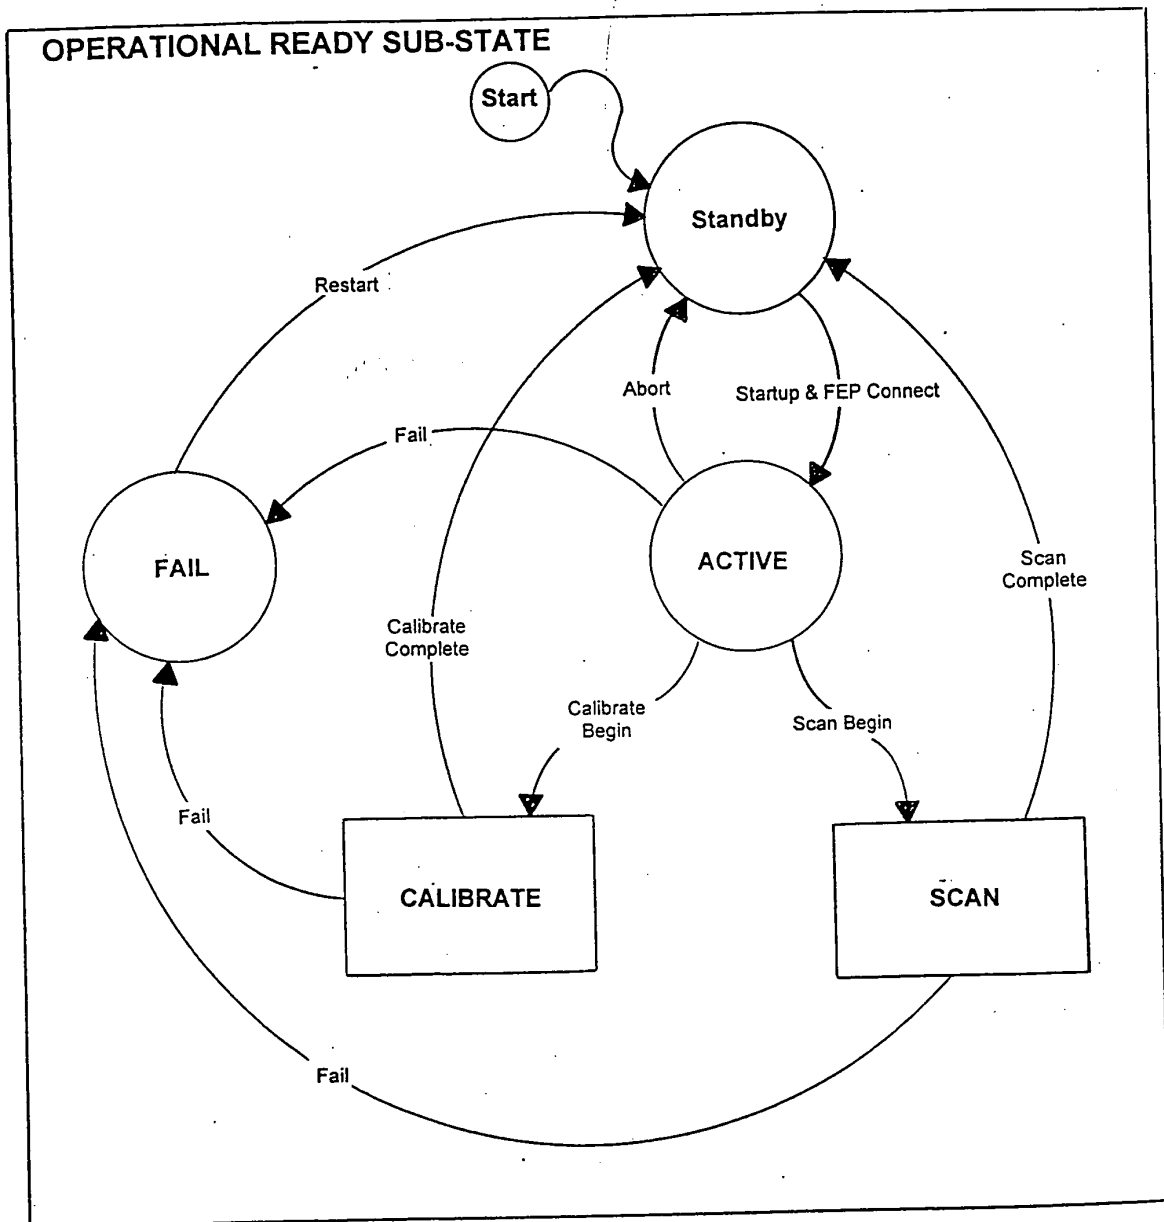 OPERATIONAL READY SUB-STATE
Start
Standby
Restart
Abort
Startup & FEP Connect
Fail
FAIL
ACTIVE
Scan
Complete
Calibrate
Complete
Calibrate
Begin
Scan Begin
Fail
CALIBRATE
SCAN
Fail